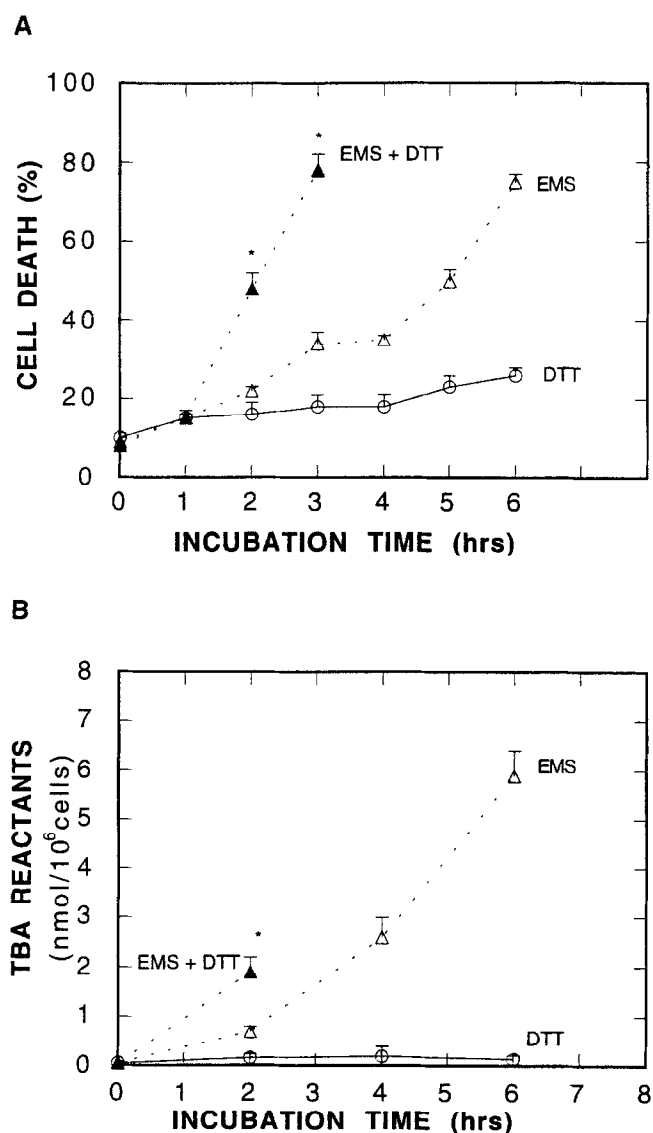 A
100
80
60
40
20
0
CELL DEATH (%)
*
*
EMS + DTT
EMS
DTT
0 1 2 3 4 5 6
INCUBATION TIME (hrs)
B
8
7
6
5
4
3
2
1
0
TBA REACTANTS
(nmol/10⁶cells)
EMS
*
EMS + DTT
DTT
0 1 2 3 4 5 6 7 8
INCUBATION TIME (hrs)